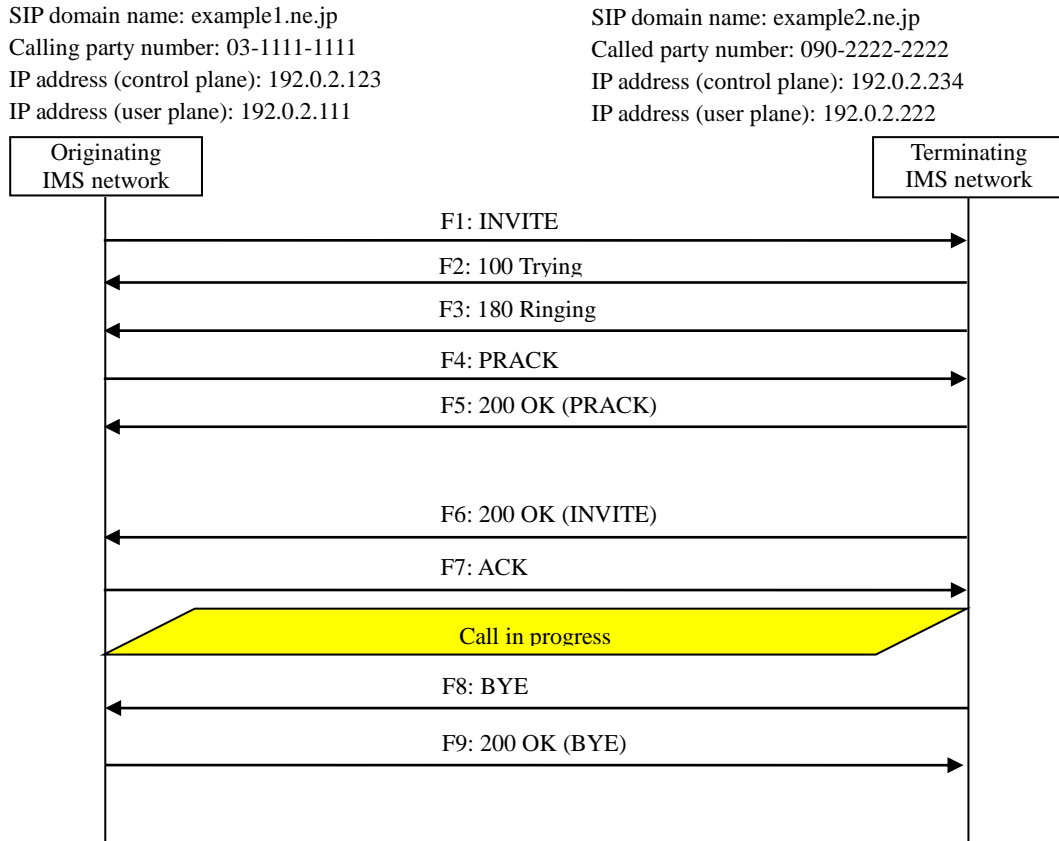 SIP domain name: example1.ne.jp
Calling party number: 03-1111-1111
IP address (control plane): 192.0.2.123
IP address (user plane): 192.0.2.111
SIP domain name: example2.ne.jp
Called party number: 090-2222-2222
IP address (control plane): 192.0.2.234
IP address (user plane): 192.0.2.222
Originating
IMS network
Terminating
IMS network
F1: INVITE
F2: 100 Trying
F3: 180 Ringing
F4: PRACK
F5: 200 OK (PRACK)
F6: 200 OK (INVITE)
F7: ACK
Call in progress
F8: BYE
F9: 200 OK (BYE)